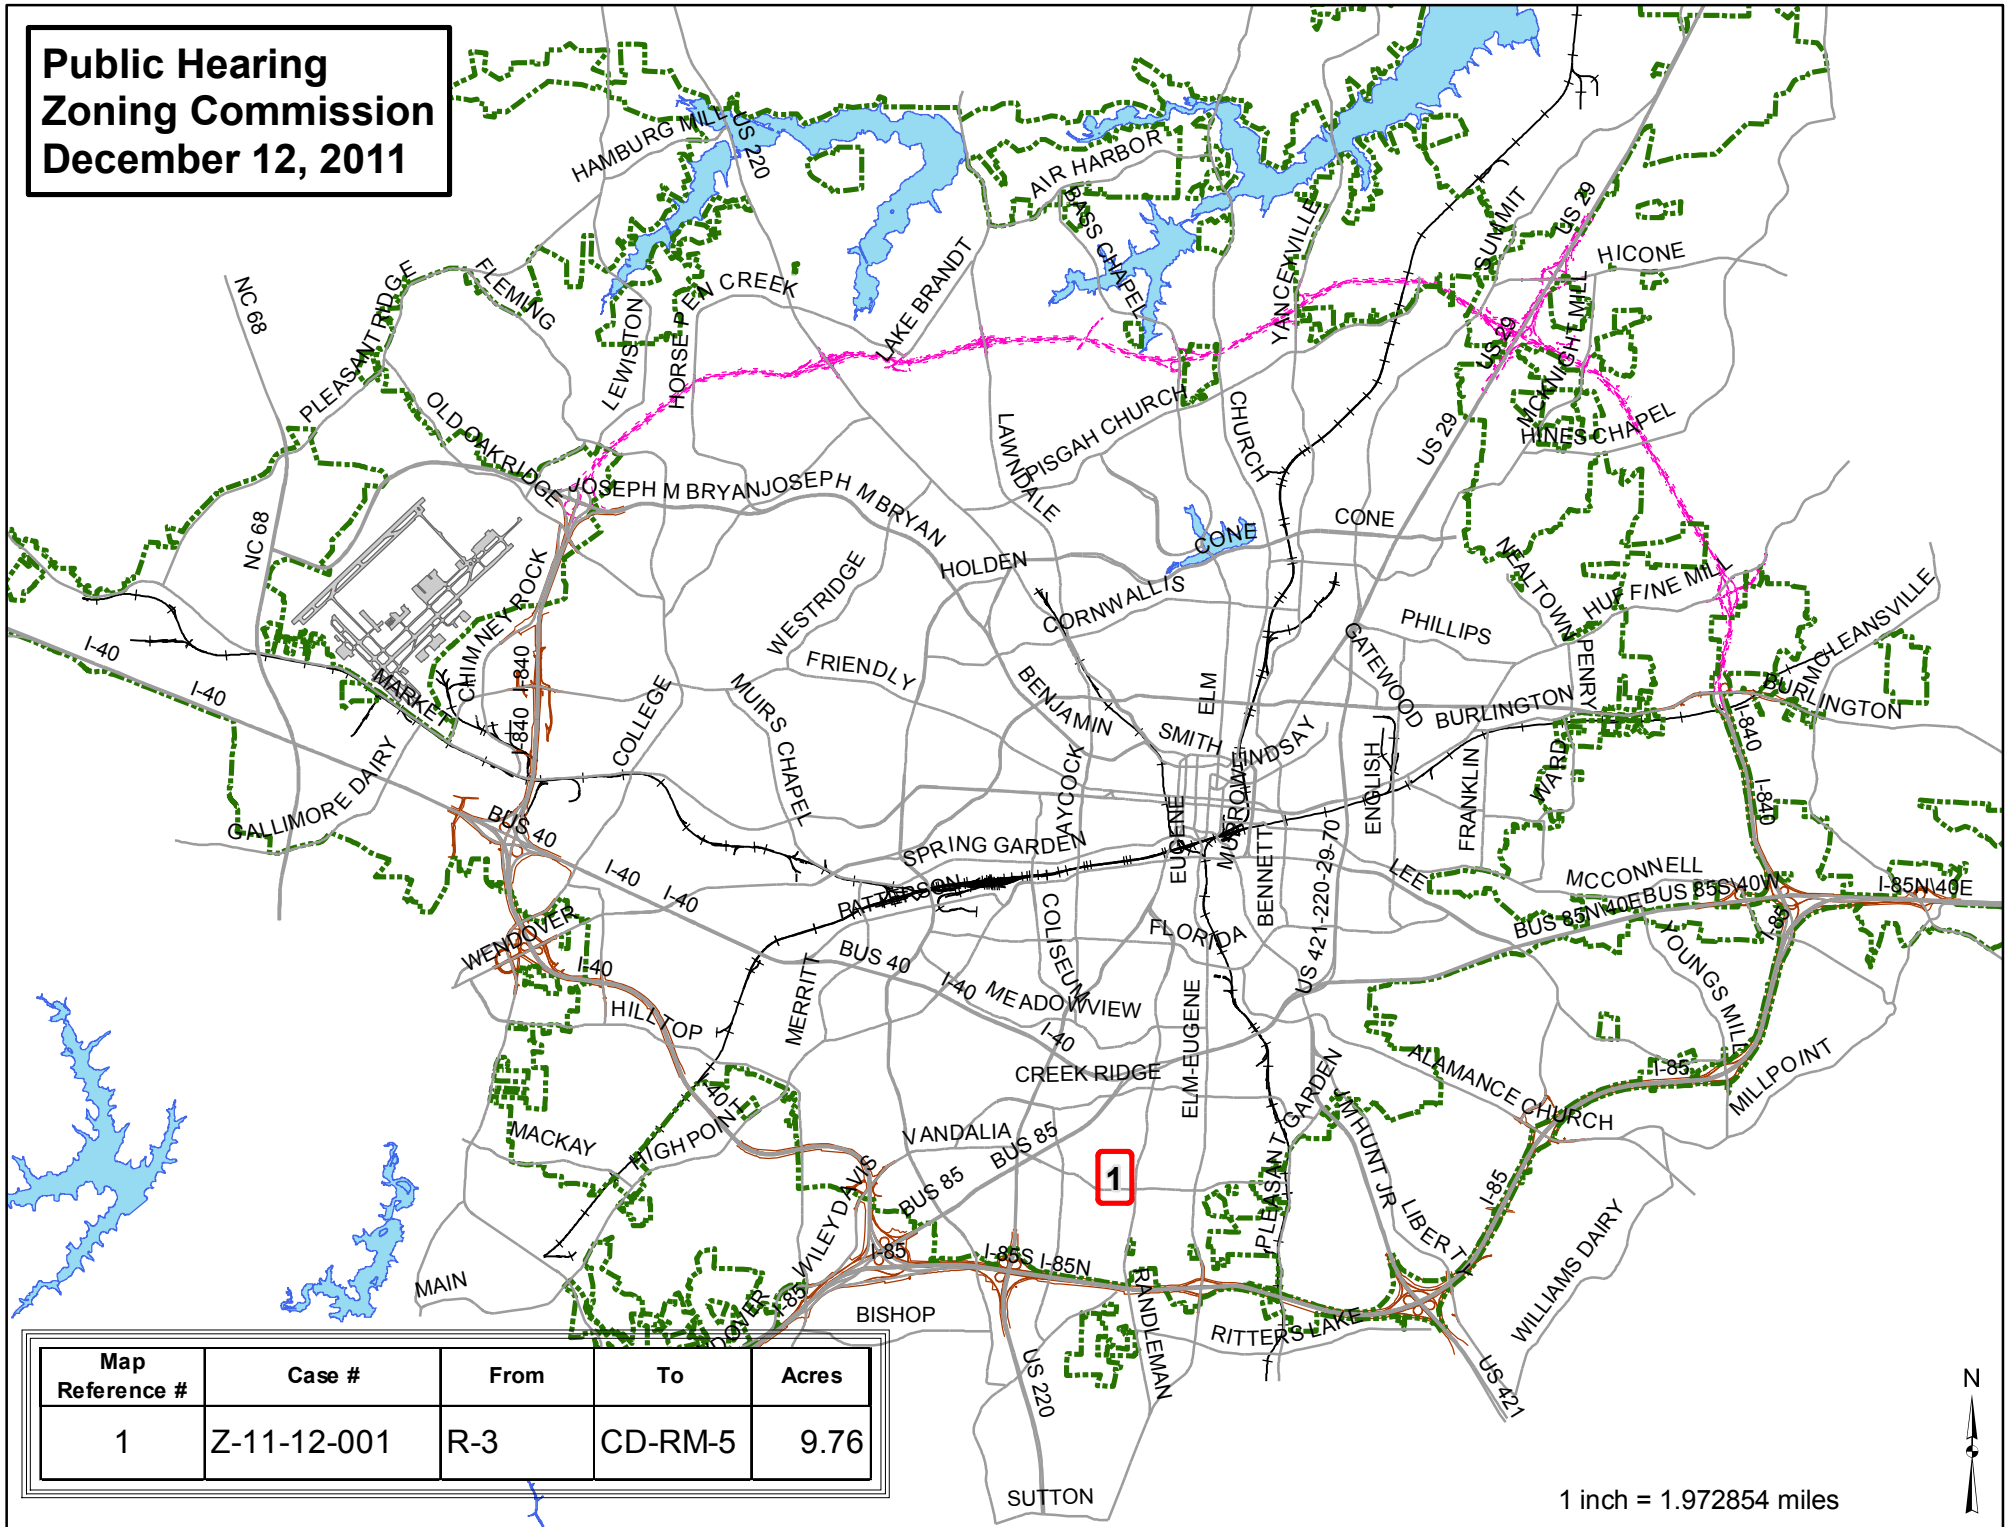 Public Hearing
Zoning Commission
December 12, 2011
HAMBURG MILL
US 220
AIR HARBOR
BASS CHAPEL
SUMMIT
US 29
HICONE
YANCEYVILLE
NC 68
PLEASANT RIDGE
FLEMING
LEWISTON
HORSE PEN CREEK
LAKE BRANDT
US 29
MCKNIGHT MILL
OLD OAKRIDGE
LAWNDALE
PISGAH CHURCH
CHURCH
US 29
HINES CHAPEL
JOSEPH M BRYAN
JOSEPH M BRYAN
NC 68
CONE
CONE
CHIMNEY ROCK
WESTRIDGE
HOLDEN
CORNWALLIS
NEALTOWN
HUFFINE MILL
MCLEANSVILLE
PHILLIPS
GATEWOOD
PENRY
I-40
I-40
MARKET
I-840
I-840
FRIENDLY
MUIRS CHAPEL
COLLEGE
BENJAMIN
ELM
SMITH
LINDSAY
BURLINGTON
BURLINGTON
I-840
I-840
GALLIMORE DAIRY
AYCOCK
MURROW
ENGLISH
FRANKLIN
WARD
BUS 40
SPRING GARDEN
EUGENE
BENNETT
LEE
MCCONNELL
I-40
I-40
PATTERSON
COLISEUM
FLORIDA
US 421-220-29-70
BUS 85N\40E
BUS 85S\40W
I-85N\40E
I-85
YOUNGS MILL
WENDOVER
I-40
BUS 40
I-40
MEADOWVIEW
I-40
HILLTOP
MERRITT
CREEK RIDGE
ELM-EUGENE
ALAMANCE CHURCH
I-85
MILLPOINT
I-40
MACKAY
HIGH POINT
VANDALIA
BUS 85
PLEASANT GARDEN
JMHUNT JR
1
WILEY DAVIS
BUS 85
LIBERTY
I-85
WILLIAMS DAIRY
I-85
I-85S
I-85N
RANDLEMAN
MAIN
I-85
DOVER
BISHOP
RITTERS LAKE
US 220
US 421
Map Reference # Case # From To Acres
1 Z-11-12-001 R-3 CD-RM-5 9.76
SUTTON
N
1 inch = 1.972854 miles